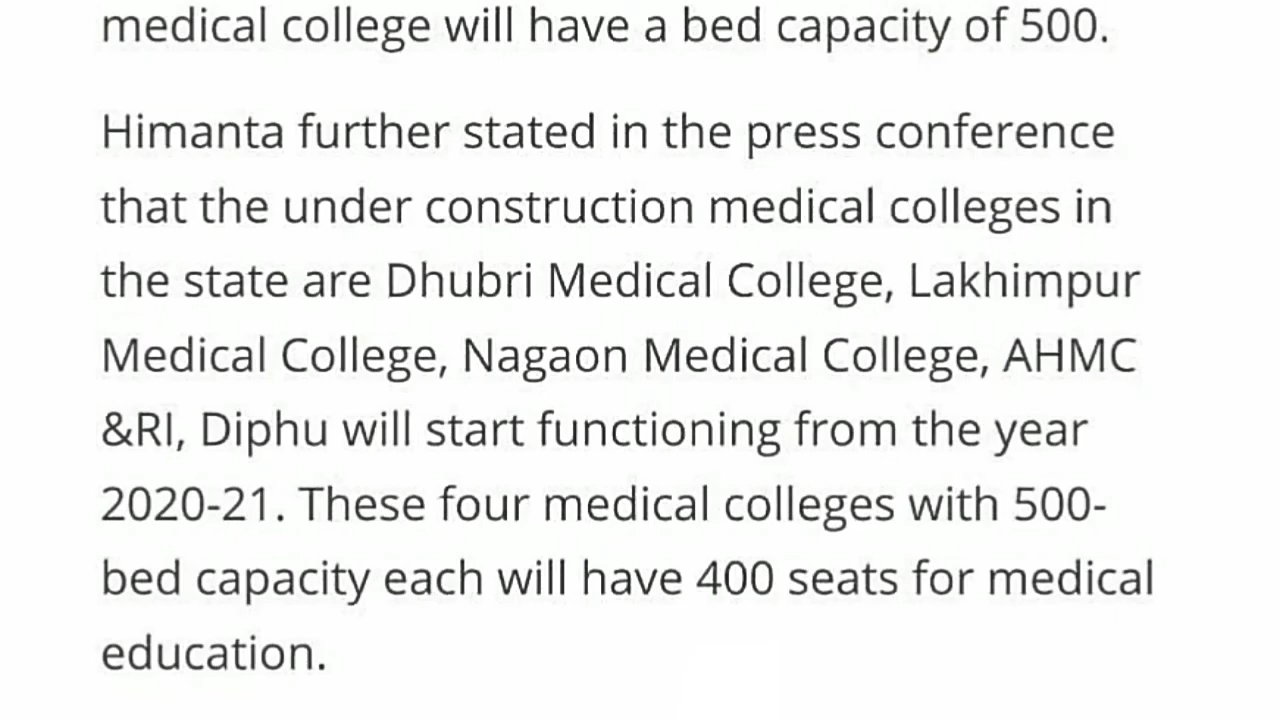 medical college will have a bed capacity of 500.
Himanta further stated in the press conference
that the under construction medical colleges in
the state are Dhubri Medical College, Lakhimpur
Medical College, Nagaon Medical College, AHMC
&RI, Diphu will start functioning from the year
2020-21. These four medical colleges with 500-
bed capacity each will have 400 seats for medical
education.